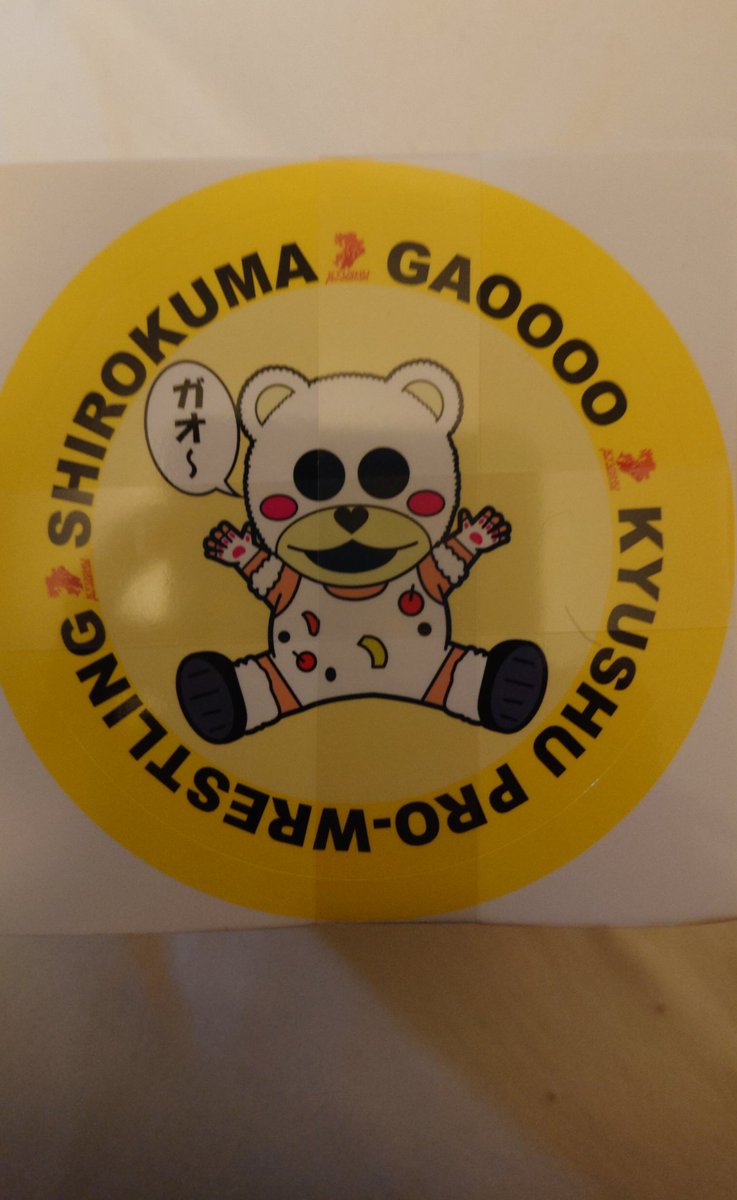 SHIROKUMA
GAOOOO
KYUSHU PRO-WRESTLING
ガオ〜